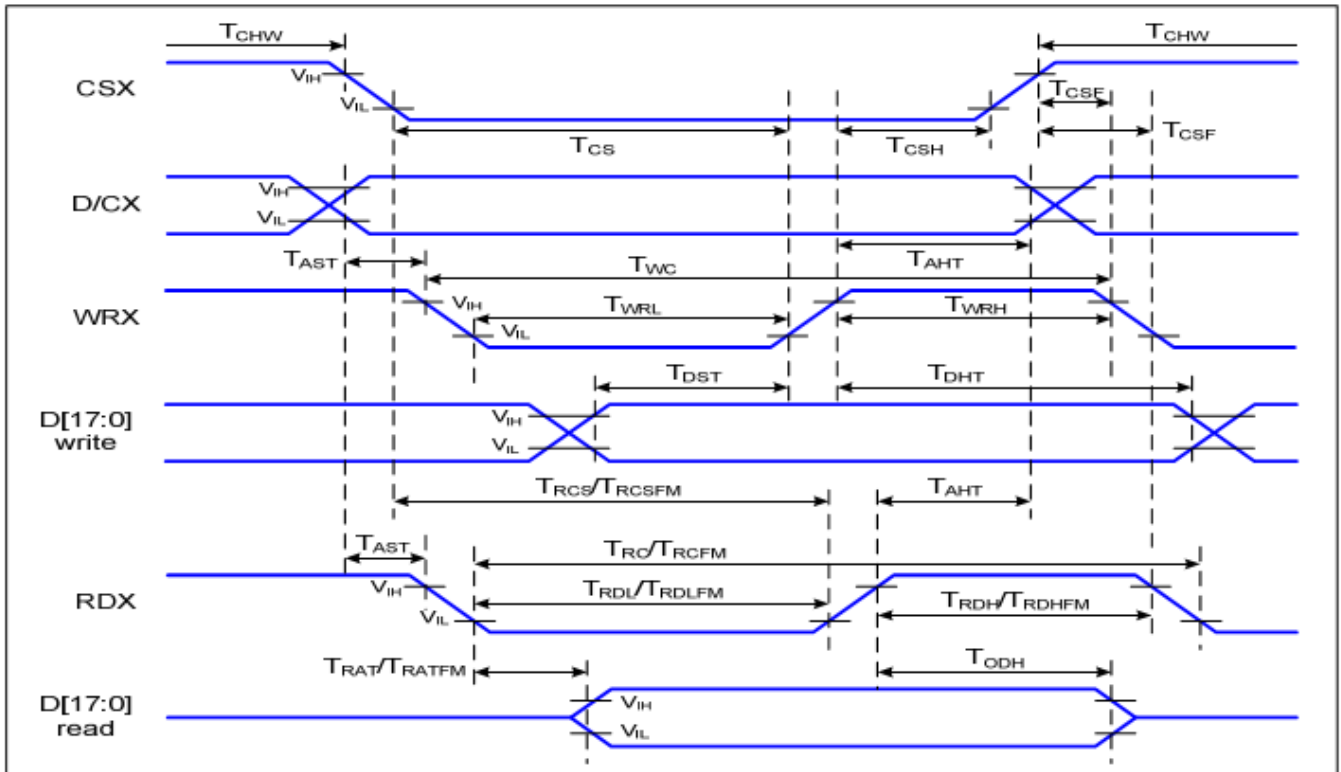 TCHW TCHW
CSX VIH
VIL TCSF
TCS TCSH TCSF
D/CX VIH
VIL
TAST TWC TAHT
WRX VIH TWRL TWRH
VIL
TDST TDHT
D[17:0] VIH
write VIL
TRCS/TRCSFM TAHT
TAST TRC/TRCFM
RDX VIH TRDL/TRDLFM TRDH/TRDHFM
VIL
TRAT/TRATFM TODH
D[17:0] VIH
read VIL